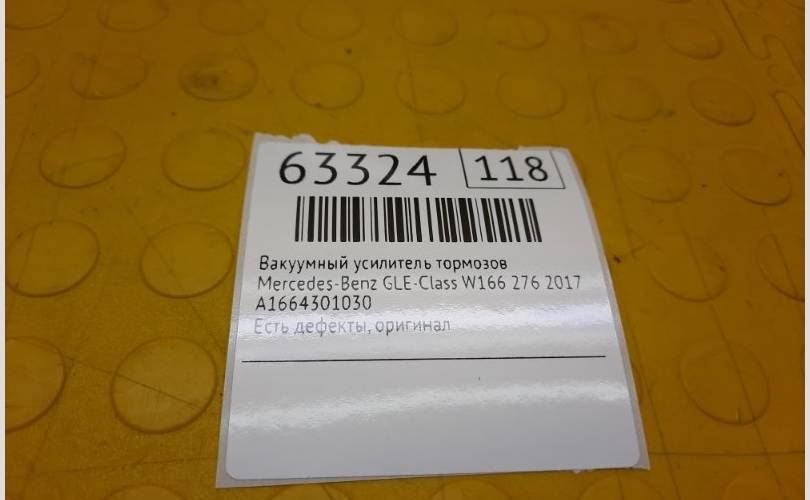 63324 118
Вакуумный усилитель тормозов
Mercedes-Benz GLE-Class W166 276 2017
A1664301030
Есть дефекты, оригинал